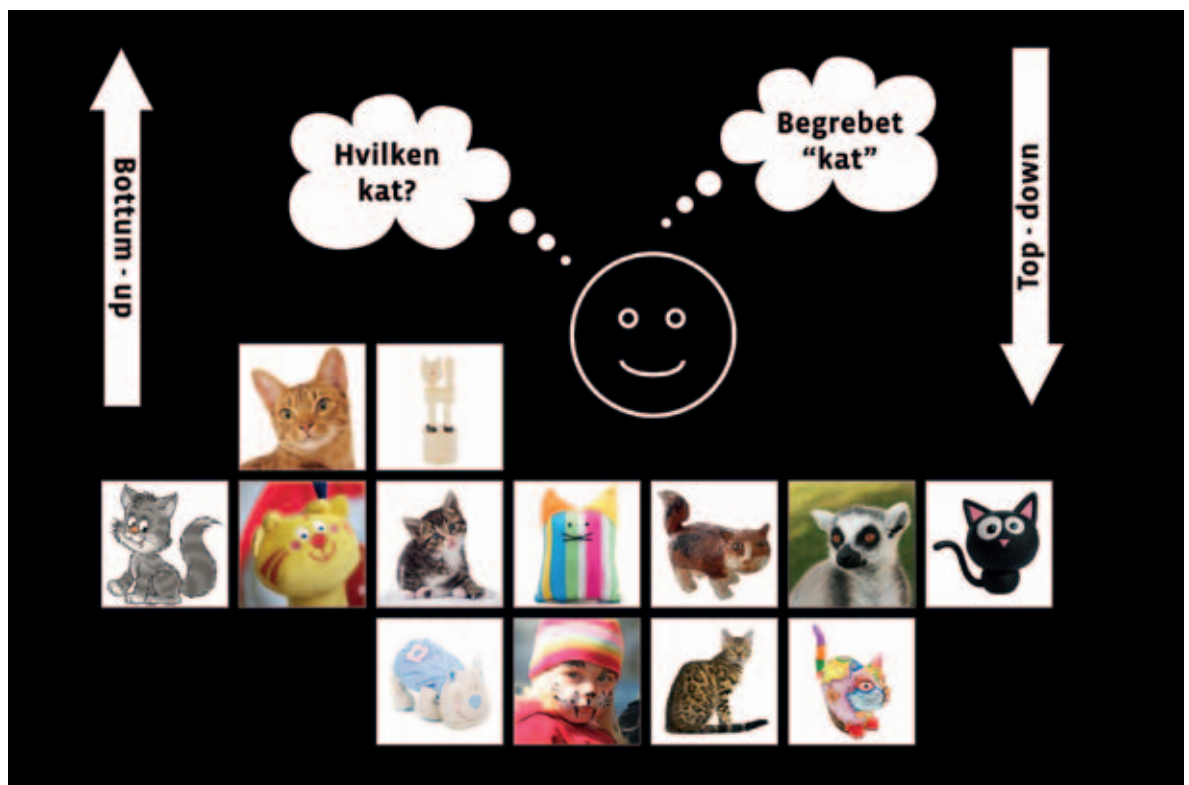 Bottum - up
Hvilken
kat?
Begrebet
“kat”
Top - down